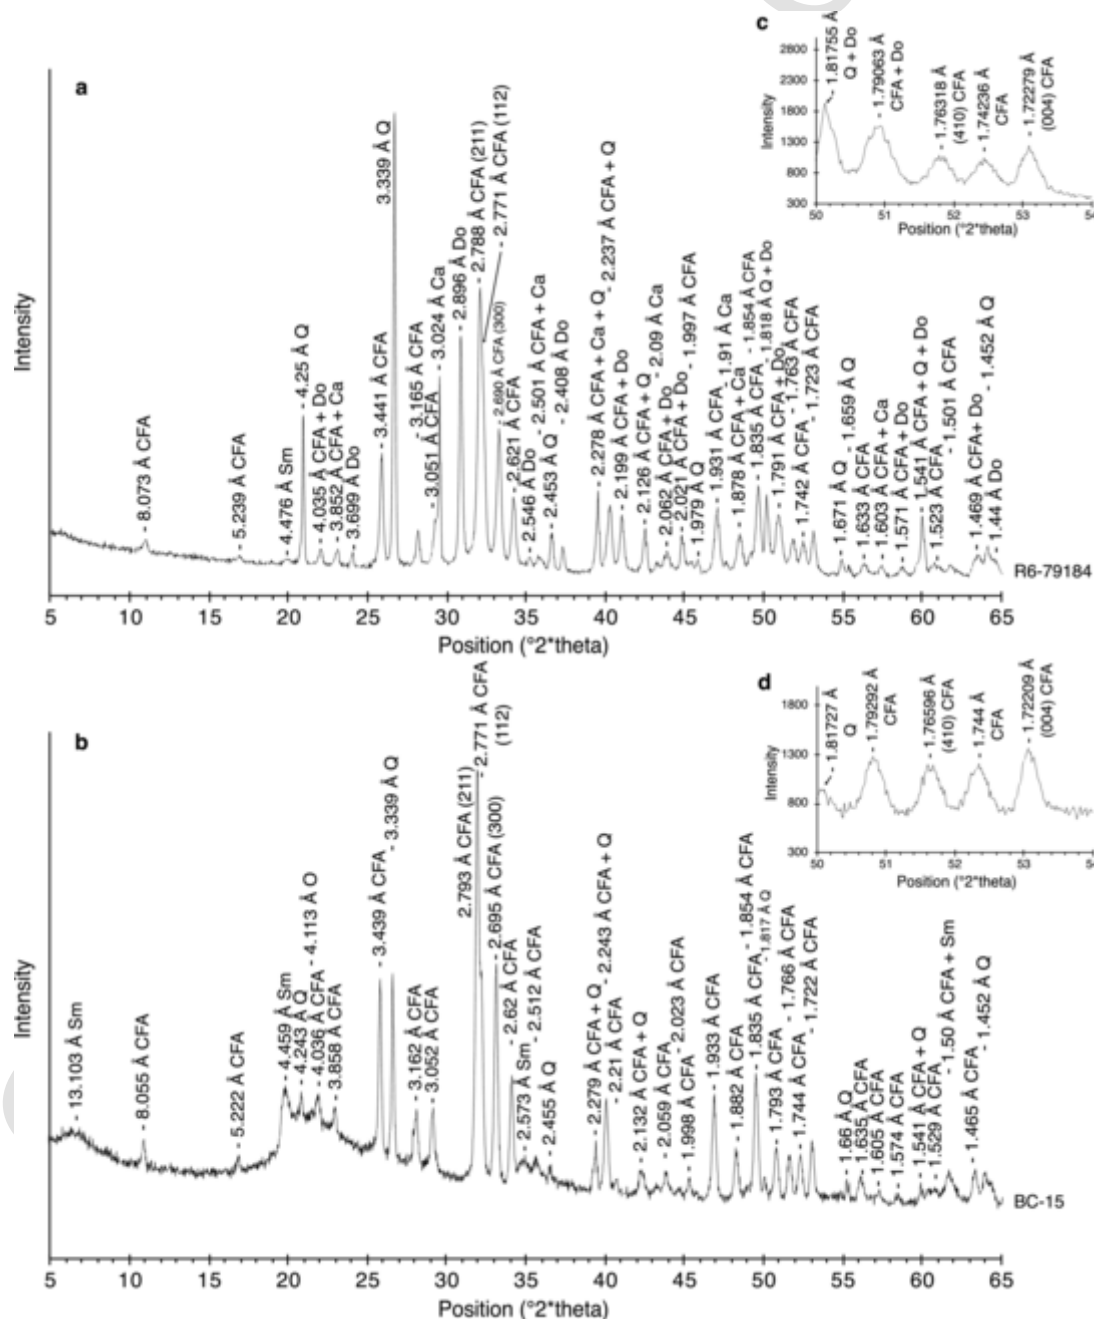 a
Intensity
8.073 Å CFA
5.239 Å CFA
4.476 Å Sm
4.25 Å Q
4.035 Å CFA + Do
3.852 Å CFA + Ca
3.699 Å Do
3.441 Å CFA
3.339 Å Q
3.165 Å CFA
3.051 Å CFA
3.024 Å Ca
2.896 Å Do
2.788 Å CFA (211)
2.771 Å CFA (112)
2.690 Å CFA (300)
2.621 Å CFA
2.546 Å Do
2.501 Å CFA + Ca
2.453 Å Q
2.408 Å Do
2.278 Å CFA + Ca + Q
2.237 Å CFA + Q
2.199 Å CFA + Do
2.126 Å CFA + Q
2.09 Å Ca
2.062 Å CFA + Do
2.021 Å CFA + Do
1.997 Å CFA
1.979 Å Q
1.931 Å CFA
1.91 Å Ca
1.878 Å CFA + Ca
1.854 Å CFA
1.835 Å CFA
1.818 Å Q + Do
1.791 Å CFA + Do
1.763 Å CFA
1.742 Å CFA
1.723 Å CFA
1.671 Å Q
1.659 Å Q
1.633 Å CFA
1.603 Å CFA + Ca
1.571 Å CFA + Do
1.541 Å CFA + Q + Do
1.523 Å CFA
1.501 Å CFA
1.469 Å CFA + Do
1.452 Å Q
1.44 Å Do
R6-79184
5 10 15 20 25 30 35 40 45 50 55 60 65
Position (°2*theta)
c
Intensity
2800
2300
1800
1300
800
300
1.81755 Å
Q + Do
1.79063 Å
CFA + Do
1.76318 Å
(410) CFA
1.74236 Å
CFA
1.72279 Å
(004) CFA
50 51 52 53 54
Position (°2*theta)
b
Intensity
13.103 Å Sm
8.055 Å CFA
5.222 Å CFA
4.459 Å Sm
4.243 Å Q
4.113 Å O
4.036 Å CFA
3.858 Å CFA
3.439 Å CFA
3.339 Å Q
3.162 Å CFA
3.052 Å CFA
2.793 Å CFA (211)
2.771 Å CFA
(112)
2.695 Å CFA (300)
2.62 Å CFA
2.573 Å Sm
2.512 Å CFA
2.455 Å Q
2.279 Å CFA + Q
2.243 Å CFA + Q
2.21 Å CFA
2.132 Å CFA + Q
2.059 Å CFA
2.023 Å CFA
1.998 Å CFA
1.933 Å CFA
1.882 Å CFA
1.854 Å CFA
1.835 Å CFA
1.817 Å Q
1.793 Å CFA
1.766 Å CFA
1.744 Å CFA
1.722 Å CFA
1.66 Å Q
1.635 Å CFA
1.605 Å CFA
1.574 Å CFA
1.541 Å CFA + Q
1.529 Å CFA
1.50 Å CFA + Sm
1.465 Å CFA
1.452 Å Q
BC-15
5 10 15 20 25 30 35 40 45 50 55 60 65
Position (°2*theta)
d
Intensity
1800
1300
800
300
1.81727 Å
Q
1.79292 Å
CFA
1.76596 Å
(410) CFA
1.744 Å
CFA
1.72209 Å
(004) CFA
50 51 52 53 54
Position (°2*theta)